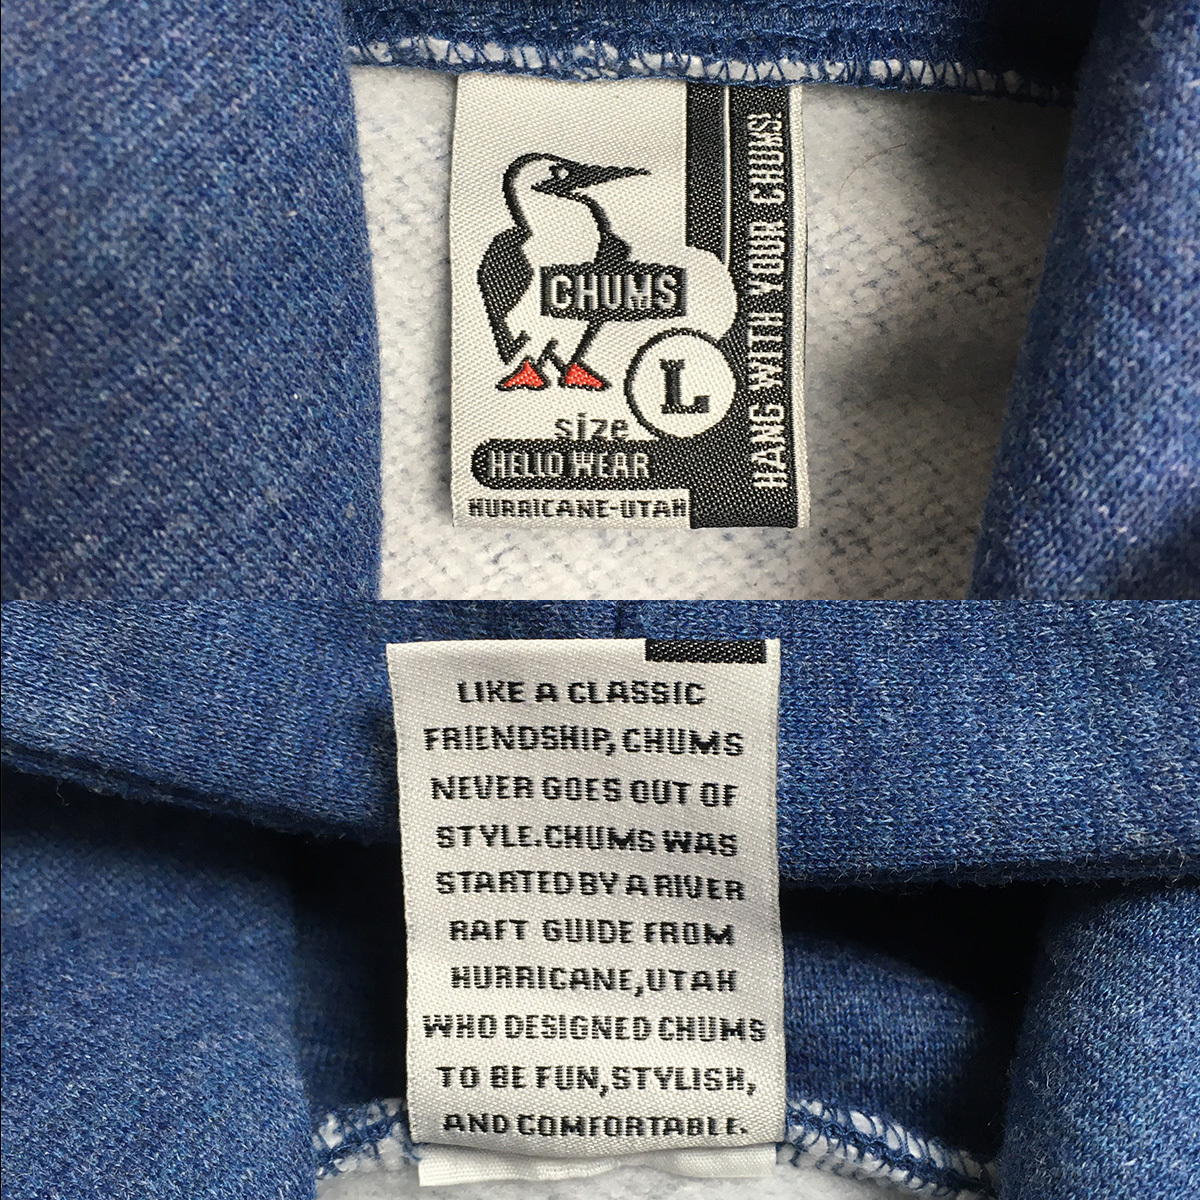 CHUMS
L
size
HELLO WEAR
HURRICANE-UTAH
HANG WITH YOUR CHUMS!
LIKE A CLASSIC
FRIENDSHIP, CHUMS
NEVER GOES OUT OF
STYLE. CHUMS WAS
STARTED BY A RIVER
RAFT GUIDE FROM
HURRICANE, UTAH
WHO DESIGNED CHUMS
TO BE FUN, STYLISH,
AND COMFORTABLE.